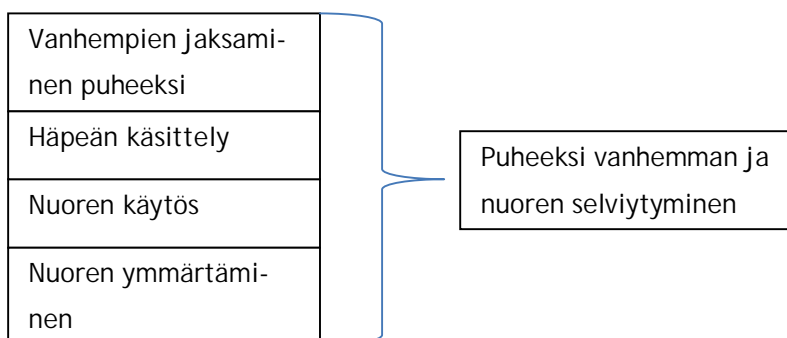 Vanhempien jaksami-
nen puheeksi
Häpeän käsittely
Nuoren käytös
Nuoren ymmärtämi-
nen
Puheeksi vanhemman ja
nuoren selviytyminen